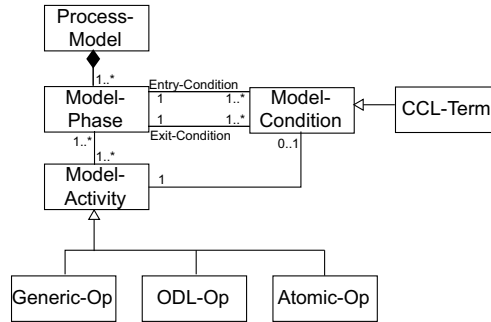 Process-
Model
1..*
Entry-Condition
Model-
Phase
1
1..*
Model-
Condition
CCL-Term
1
1..*
Exit-Condition
1..*
0..1
1..*
Model-
Activity
1
Generic-Op
ODL-Op
Atomic-Op